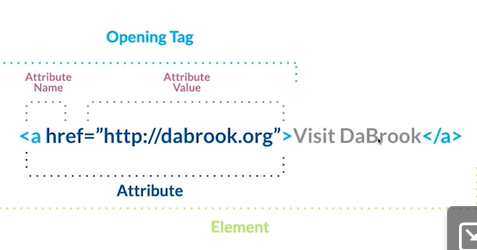 Opening Tag
Attribute Name
Attribute Value
<a href=”http://dabrook.org”>Visit DaBrook</a>
Attribute
Element